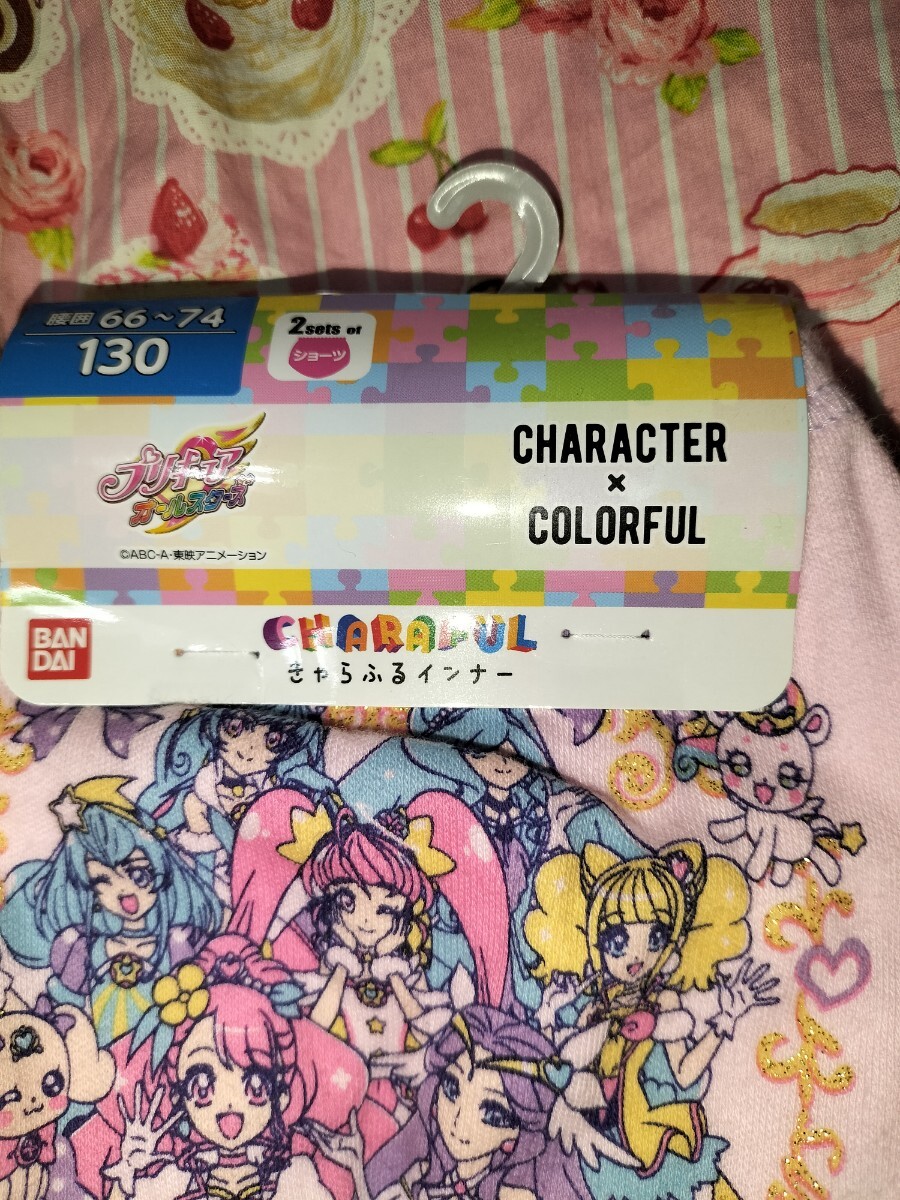 腰囲 66~74
130
2sets of
ショーツ
プリキュア
オールスターズ
©ABC-A・東映アニメーション
CHARACTER
×
COLORFUL
BAN
DAI
CHARAFUL
きゃらふるインナー